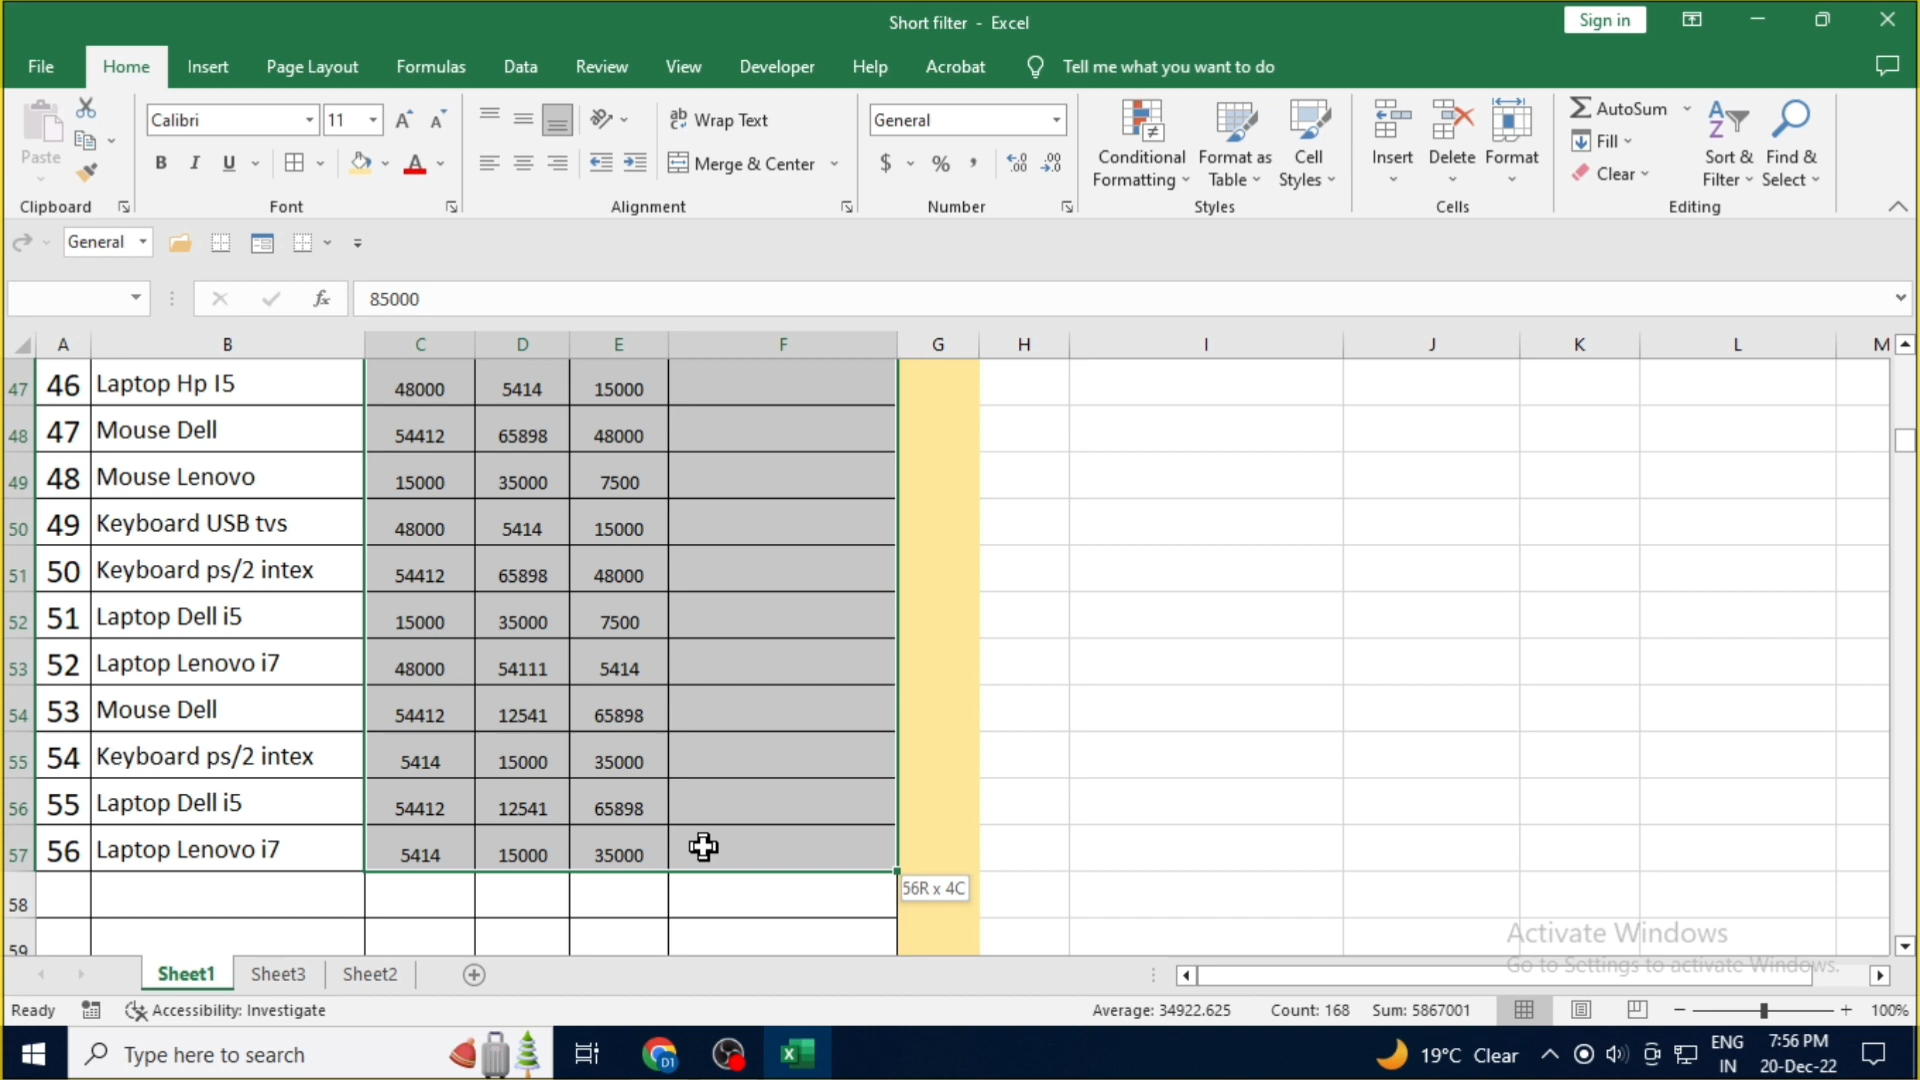 Short filter - Excel
Sign in
File Home Insert Page Layout Formulas Data Review View Developer Help Acrobat Tell me what you want to do
Paste Calibri 11 Wrap Text General Conditional Formatting Format as Table Cell Styles Insert Delete Format AutoSum Sort & Filter Find & Select
B I U Merge & Center $ % , Fill
Clear
Clipboard Font Alignment Number Styles Cells Editing
General
fx 85000
A B C D E F G H I J K L M
47 46 Laptop Hp I5 48000 5414 15000
48 47 Mouse Dell 54412 65898 48000
49 48 Mouse Lenovo 15000 35000 7500
50 49 Keyboard USB tvs 48000 5414 15000
51 50 Keyboard ps/2 intex 54412 65898 48000
52 51 Laptop Dell i5 15000 35000 7500
53 52 Laptop Lenovo i7 48000 54111 5414
54 53 Mouse Dell 54412 12541 65898
55 54 Keyboard ps/2 intex 5414 15000 35000
56 55 Laptop Dell i5 54412 12541 65898
57 56 Laptop Lenovo i7 5414 15000 35000
56R x 4C
58
59
Activate Windows
Go to Settings to activate Windows.
Sheet1 Sheet3 Sheet2
Ready Accessibility: Investigate Average: 34922.625 Count: 168 Sum: 5867001 100%
Type here to search 19°C Clear ENG IN 7:56 PM 20-Dec-22